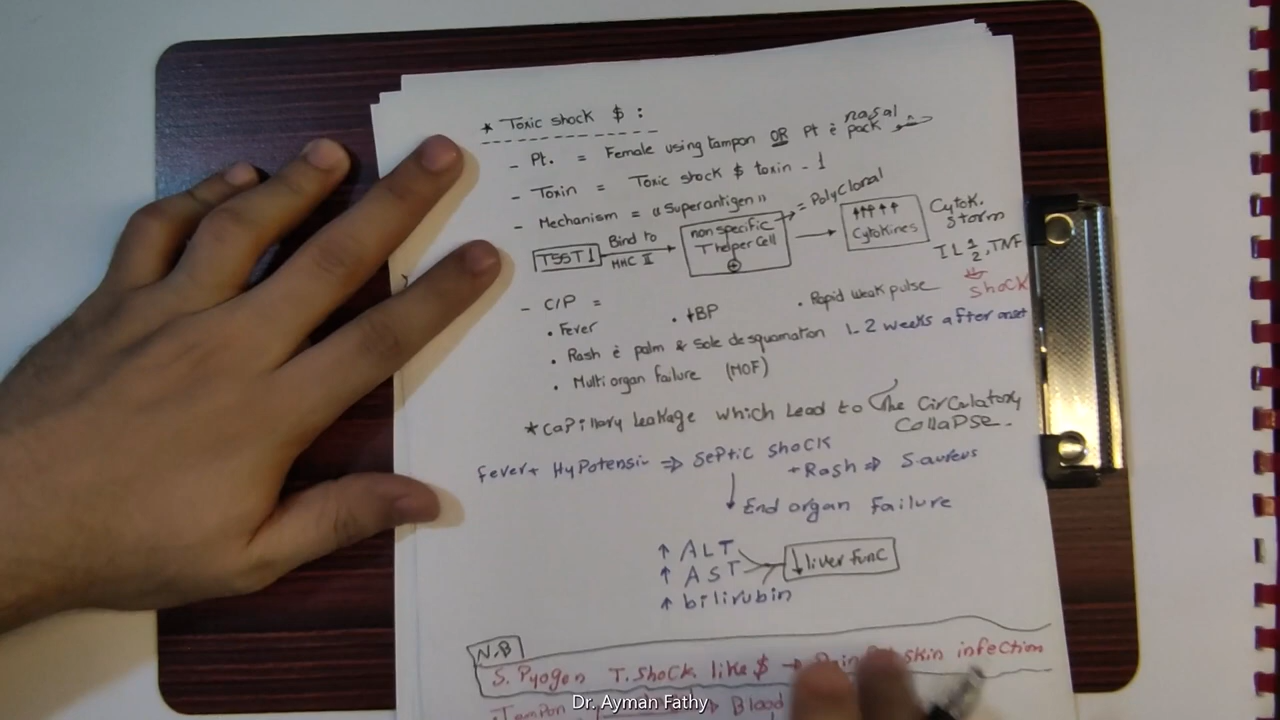 * Toxic shock $ :
- Pt. = Female using tampon OR Pt è nasal pack
- Toxin = Toxic shock $ toxin - 1
- Mechanism = "Superantigen"
TSST1 Bind to MHC II non specific T helper Cell ⊕ = PolyClonal ↑↑↑↑↑ Cytokines Cytok. Storm
IL 1 2, TNF
⇓ Shock
- C/P =
• Fever • ↓BP • Rapid weak pulse
• Rash è palm & Sole desquamation 1-2 weeks after onset
• Multi organ failure (MOF)
* Capillary leakage which Lead to The Circulatory
Collapse.
Fever + HyPotensi ⇒ SePtic shock + Rash ⇒ S. aureus
↓ End organ Failure
↑ ALT
↑ AST ↓ liver func
↑ bilirubin
N.B
S. Pyogen T. Shock like $ → skin infection
• Tampon → Blood
Dr. Ayman Fathy